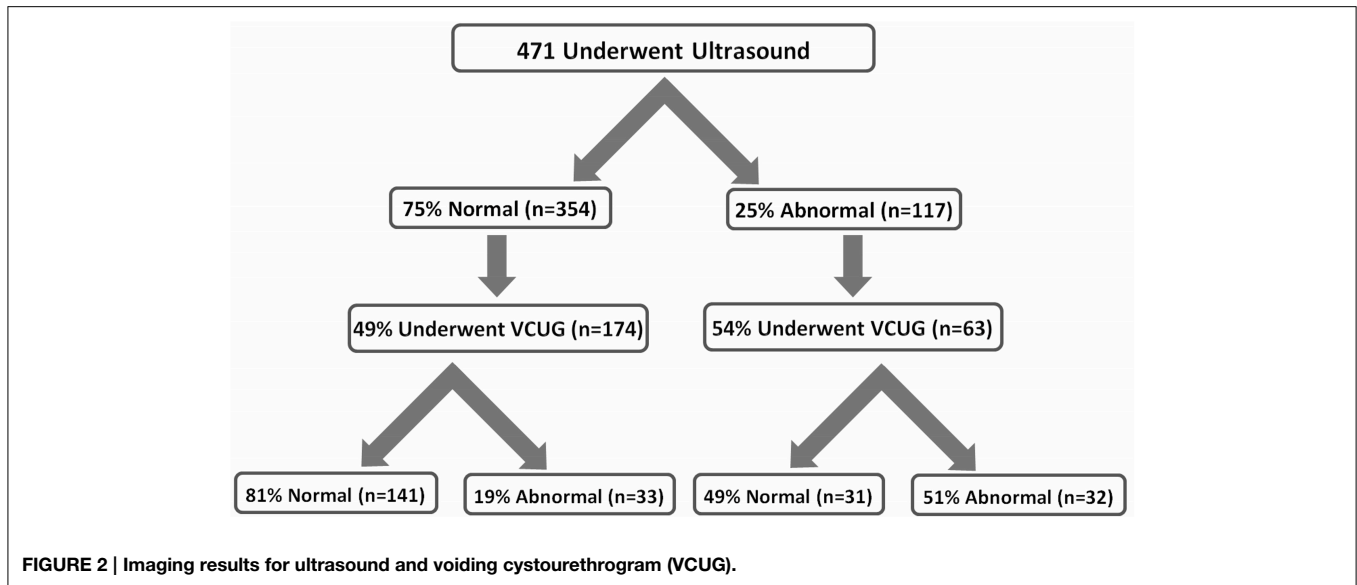 471 Underwent Ultrasound
75% Normal (n=354)
25% Abnormal (n=117)
49% Underwent VCUG (n=174)
54% Underwent VCUG (n=63)
81% Normal (n=141)
19% Abnormal (n=33)
49% Normal (n=31)
51% Abnormal (n=32)
FIGURE 2 | Imaging results for ultrasound and voiding cystourethrogram (VCUG).